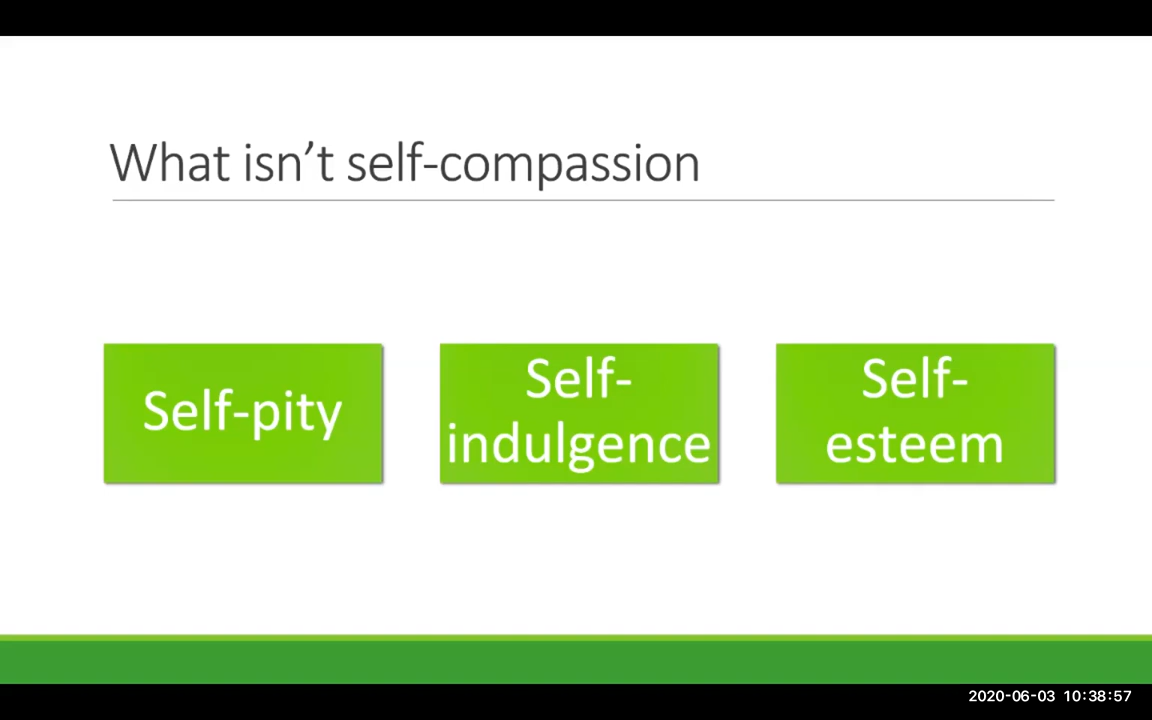 What isn’t self-compassion
Self-pity
Self-
indulgence
Self-
esteem
2020-06-03 10:38:57